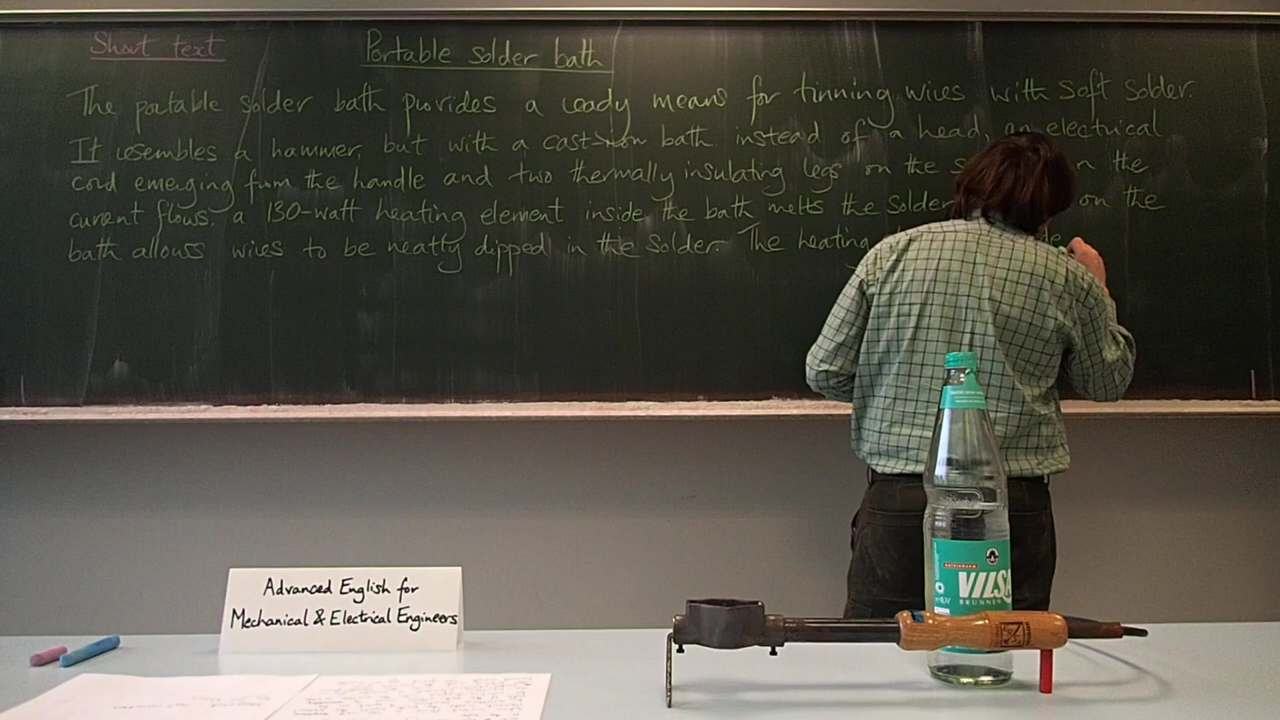 Short text
Portable solder bath
The portable solder bath provides a ready means for tinning wires with soft solder.
It resembles a hammer, but with a cast-iron bath instead of a head, an electrical
cord emerging from the handle and two thermally insulating legs on the the
current flows, a 130-watt heating element inside the bath melts the solder on the
bath allows wires to be neatly dipped in the solder. The heating
Advanced English for
Mechanical & Electrical Engineers
VILSA
BRUNNEN